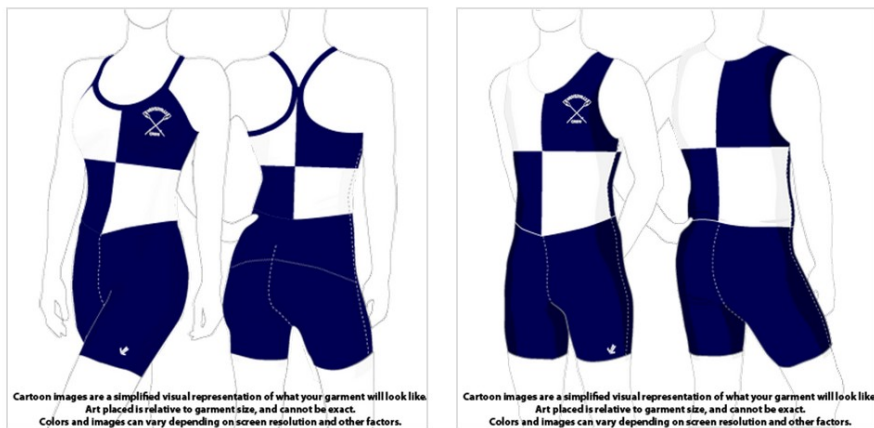 Cartoon images are a simplified visual representation of what your garment will look like.
Art placed is relative to garment size, and cannot be exact.
Colors and images can vary depending on screen resolution and other factors.
Cartoon images are a simplified visual representation of what your garment will look like
Art placed is relative to garment size, and cannot be exact.
Colors and images can vary depending on screen resolution and other factors.